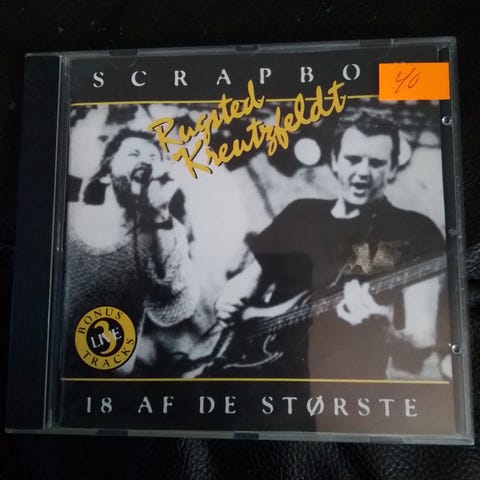 SCRAPBO
40
Rugsted
Kreutzfeldt
BONUS
3
LIVE
TRACKS
18 AF DE STØRSTE